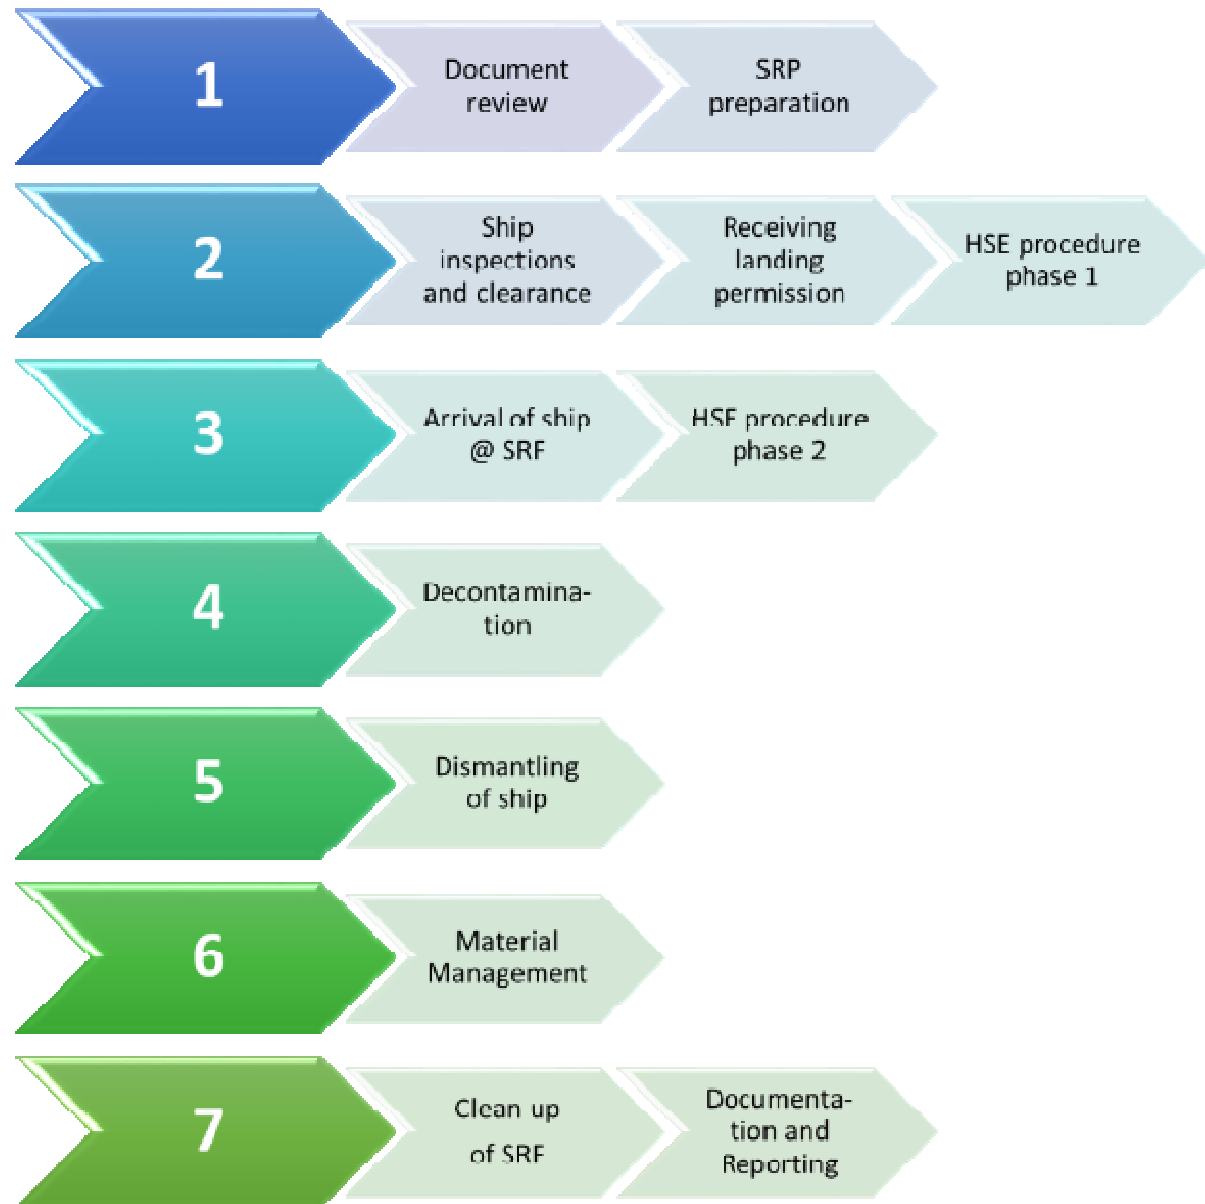 1
Document
review
SRP
preparation
2
Ship
inspections
and clearance
Receiving
landing
permission
HSE procedure
phase 1
3
Arrival of ship
@ SRF
HSE procedure
phase 2
4
Decontamina-
tion
5
Dismantling
of ship
6
Material
Management
7
Clean up
of SRF
Documenta-
tion and
Reporting